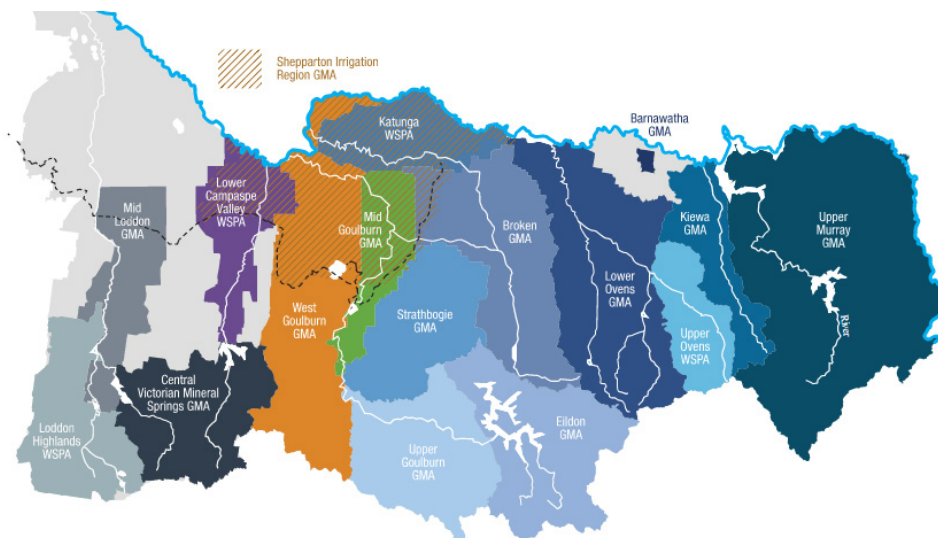 Shepparton Irrigation
Region GMA
Katunga
WSPA
Barnawatha
GMA
Lower
Campaspe
Valley
WSPA
Mid
Loddon
GMA
Mid
Goulburn
GMA
Broken
GMA
Kiewa
GMA
Upper
Murray
GMA
Lower
Ovens
GMA
West
Goulburn
GMA
Strathbogie
GMA
River
Upper
Ovens
WSPA
Central
Victorian Mineral
Springs GMA
Loddon
Highlands
WSPA
Eildon
GMA
Upper
Goulburn
GMA